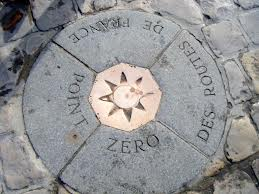 POINT
ZERO
DES ROUTES
DE FRANCE